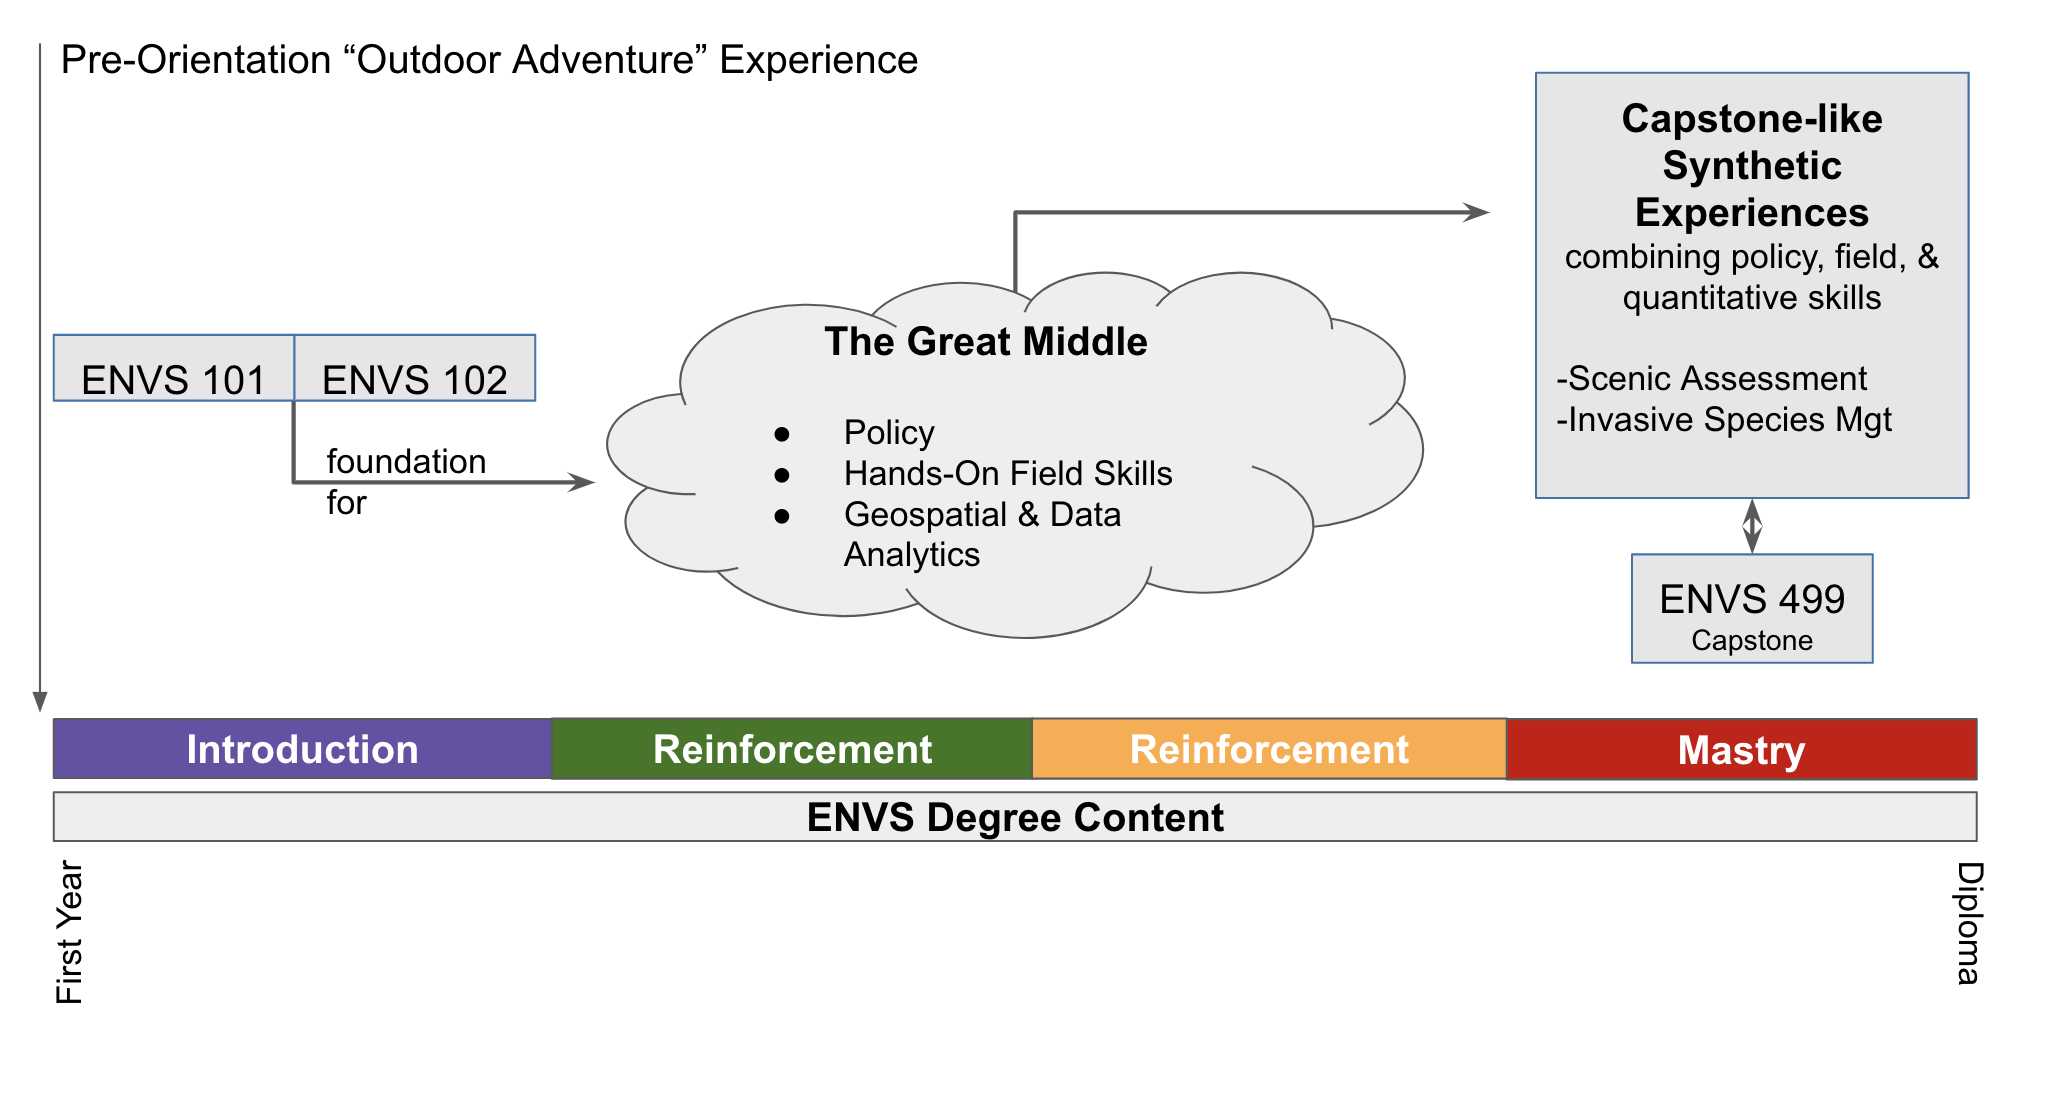 Pre-Orientation “Outdoor Adventure” Experience
ENVS 101
ENVS 102
foundation
for
The Great Middle
● Policy
● Hands-On Field Skills
● Geospatial & Data
Analytics
Capstone-like
Synthetic
Experiences
combining policy, field, &
quantitative skills
-Scenic Assessment
-Invasive Species Mgt
ENVS 499
Capstone
Introduction
Reinforcement
Reinforcement
Mastry
ENVS Degree Content
First Year
Diploma